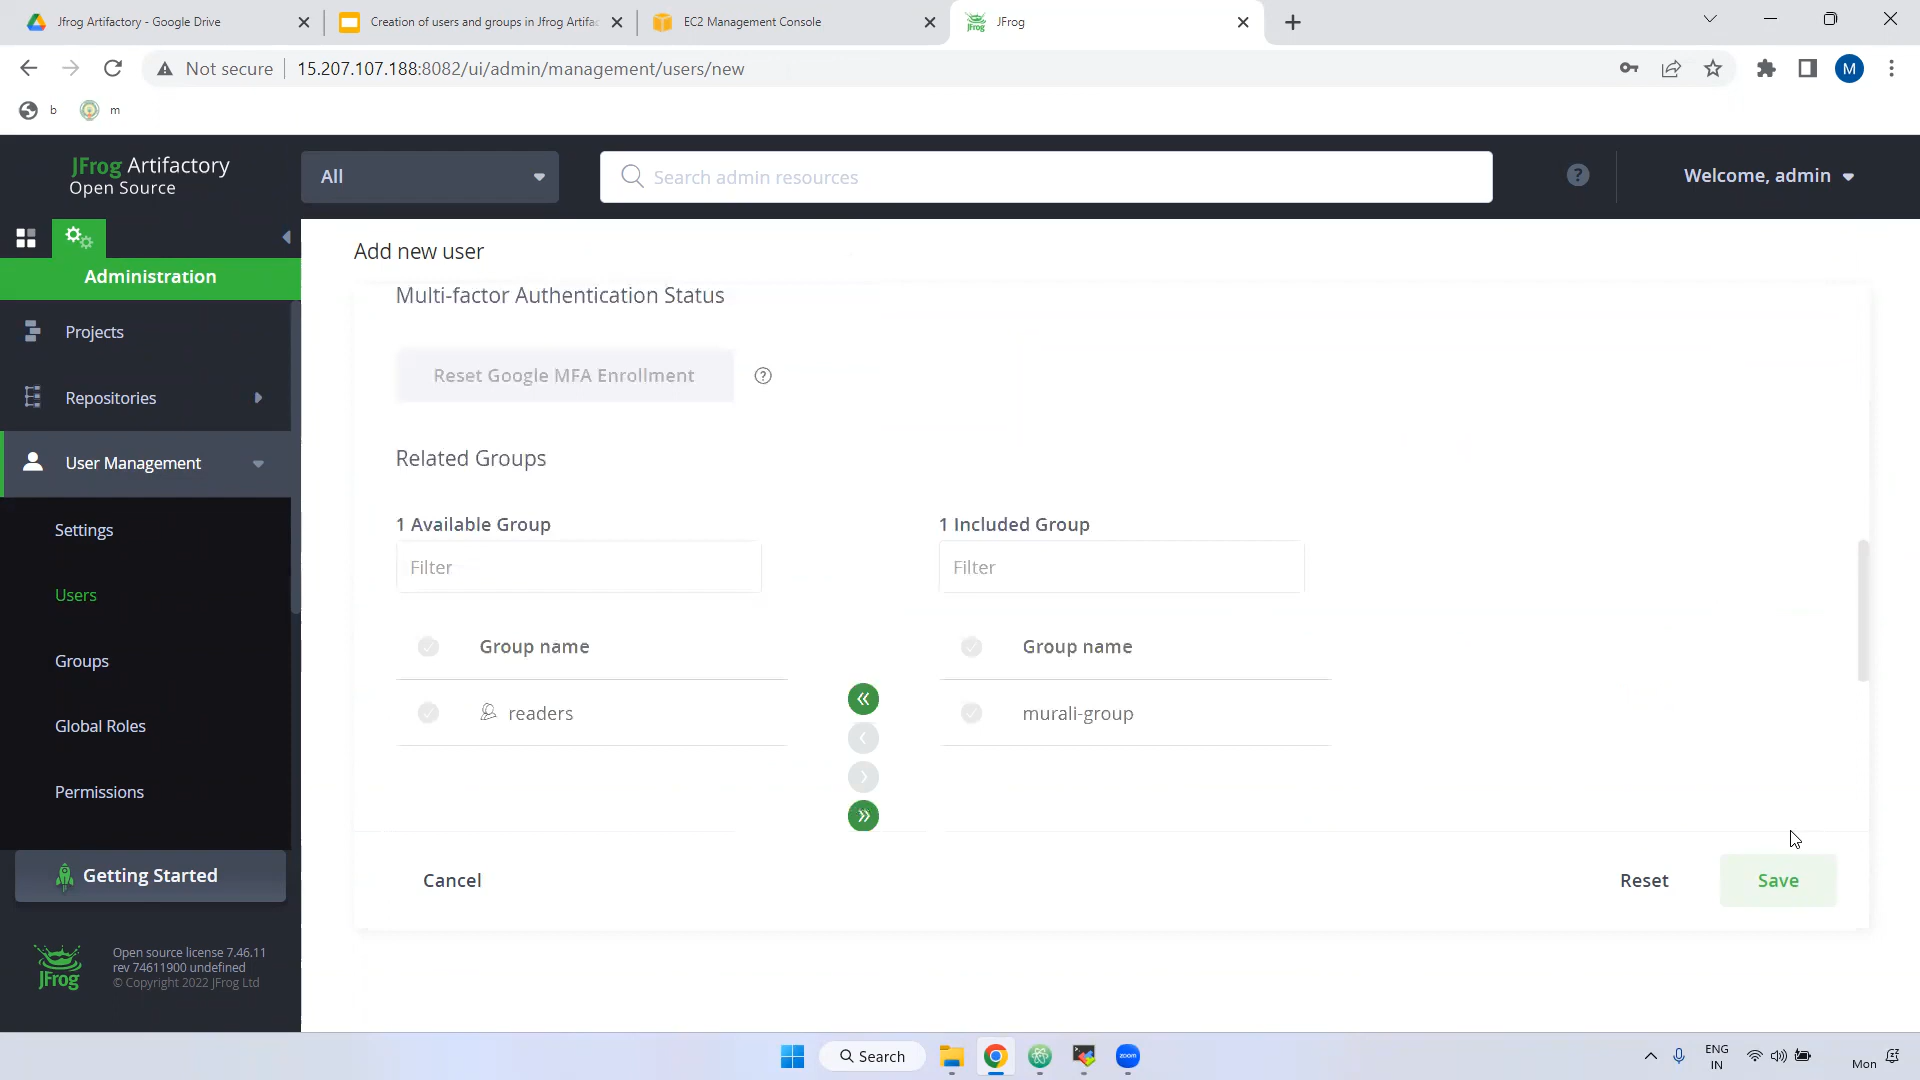 Jfrog Artifactory - Google Drive
Creation of users and groups in Jfrog Artifac
EC2 Management Console
JFrog
Not secure
15.207.107.188:8082/ui/admin/management/users/new
M
b
m
JFrog Artifactory
Open Source
All
Search admin resources
?
Welcome, admin
Administration
Projects
Repositories
User Management
Settings
Users
Groups
Global Roles
Permissions
Getting Started
JFrog
Open source license 7.46.11
rev 74611900 undefined
© Copyright 2022 JFrog Ltd
Add new user
Multi-factor Authentication Status
Reset Google MFA Enrollment
?
Related Groups
1 Available Group
Filter
Group name
readers
1 Included Group
Filter
Group name
murali-group
Cancel
Reset
Save
Search
zoom
ENG
IN
Mon